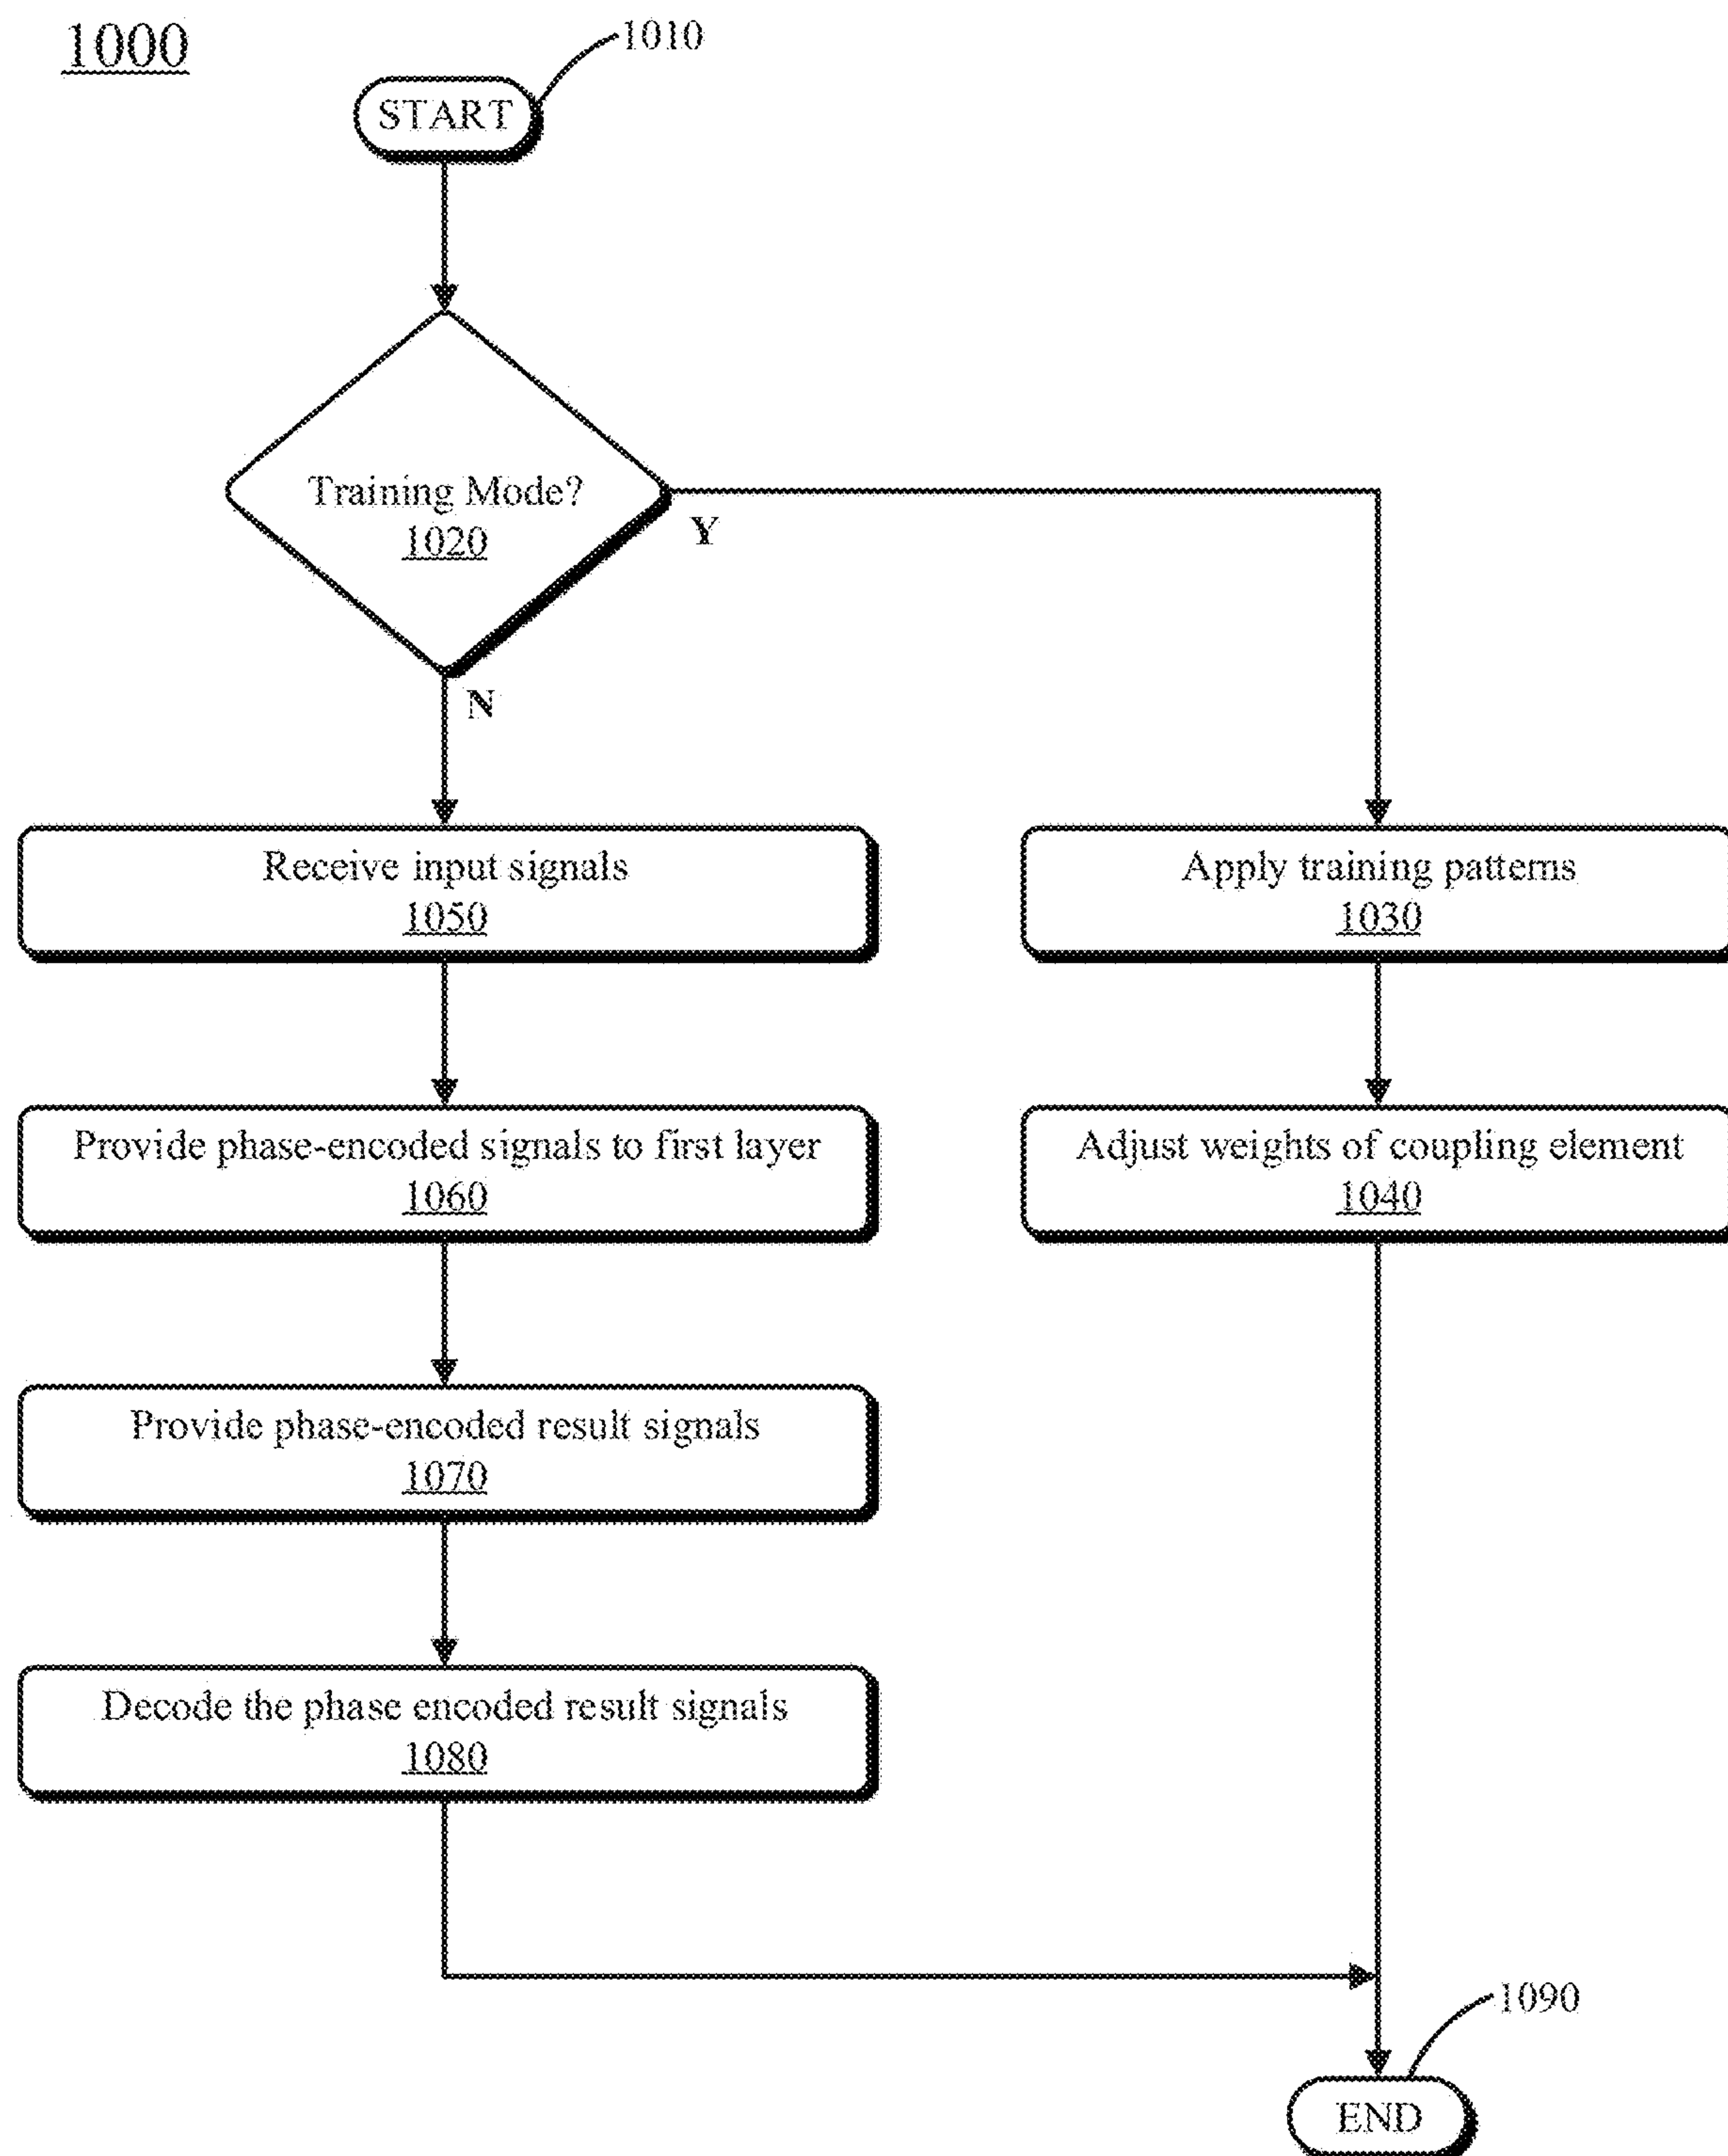 1000
1010
START
Training Mode?
1020
Y
N
Receive input signals
1050
Apply training patterns
1030
Provide phase-encoded signals to first layer
1060
Adjust weights of coupling element
1040
Provide phase-encoded result signals
1070
Decode the phase encoded result signals
1080
1090
END